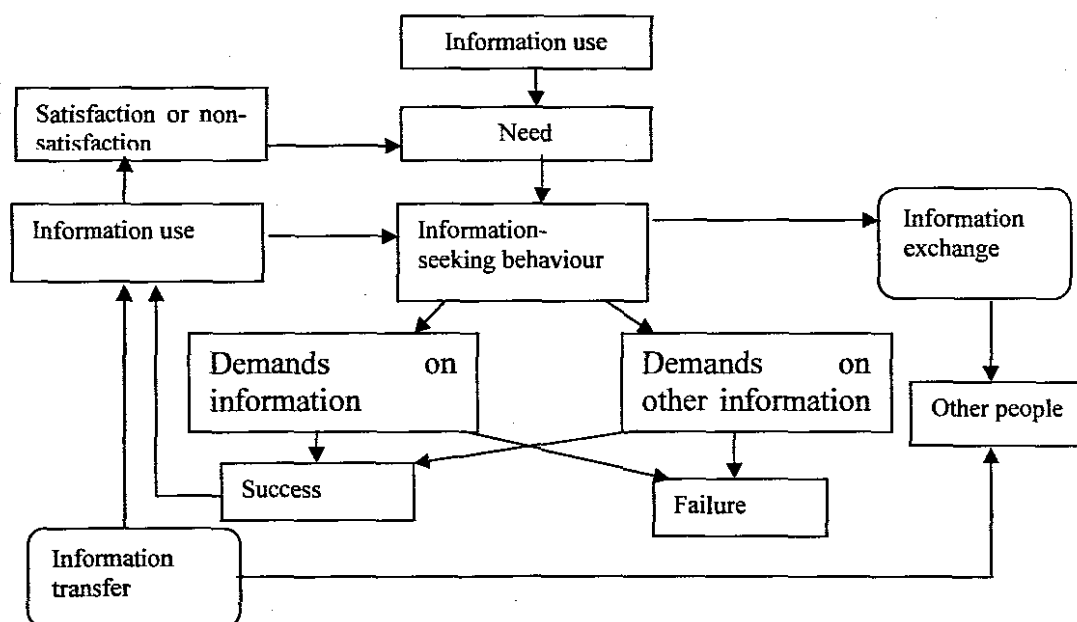 Information use
Satisfaction or non-
satisfaction
Need
Information use
Information-
seeking behaviour
Information
exchange
Demands on
information
Demands on
other information
Other people
Success
Failure
Information
transfer